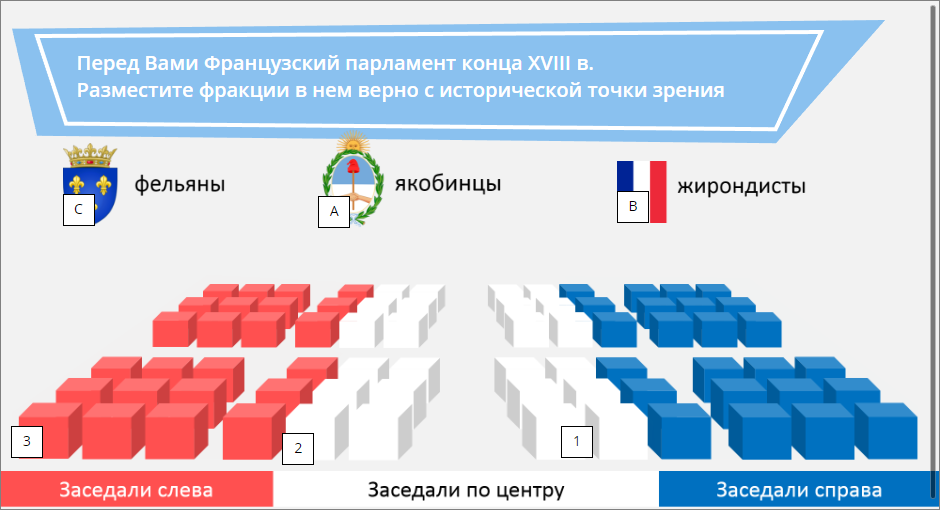 Перед Вами Французский парламент конца XVIII в.
Разместите фракции в нем верно с исторической точки зрения
фельяны
якобинцы
жирондисты
C
A
B
3
2
1
Заседали слева
Заседали по центру
Заседали справа